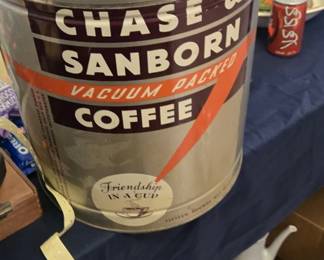 CHASE &
SANBORN
VACUUM PACKED
COFFEE
Friendship
IN A CUP